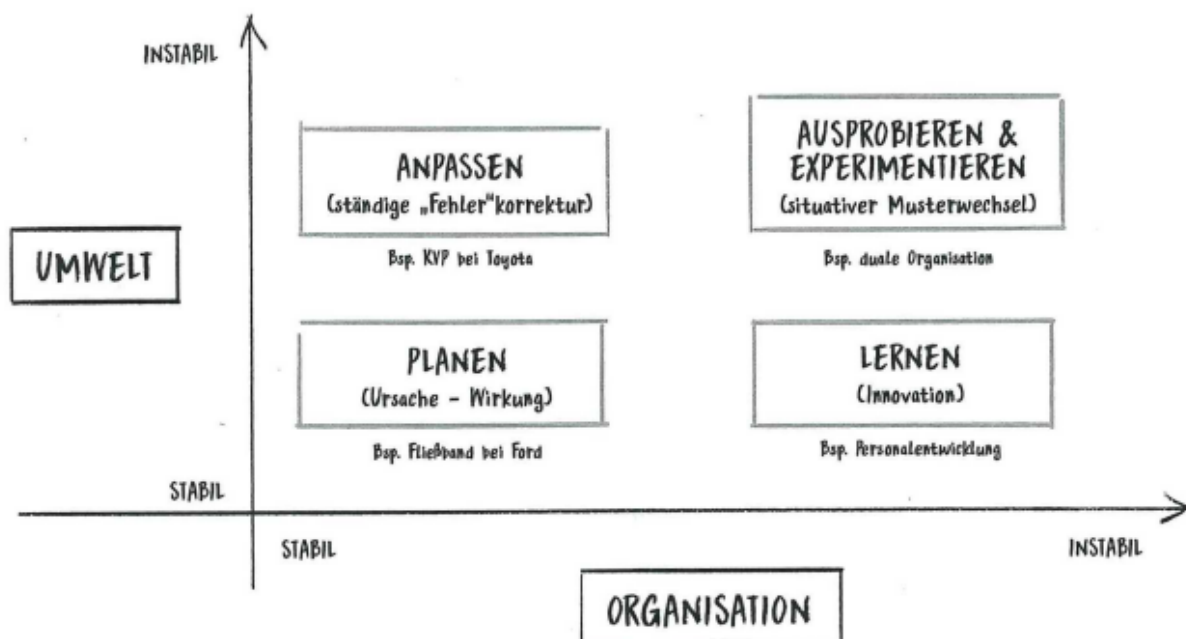 INSTABIL
ANPASSEN
(ständige „Fehler“korrektur)
Bsp. KVP bei Toyota
AUSPROBIEREN &
EXPERIMENTIEREN
(situativer Musterwechsel)
Bsp. duale Organisation
UMWELT
PLANEN
(Ursache – Wirkung)
Bsp. Fließband bei Ford
LERNEN
(Innovation)
Bsp. Personalentwicklung
STABIL
STABIL
INSTABIL
ORGANISATION